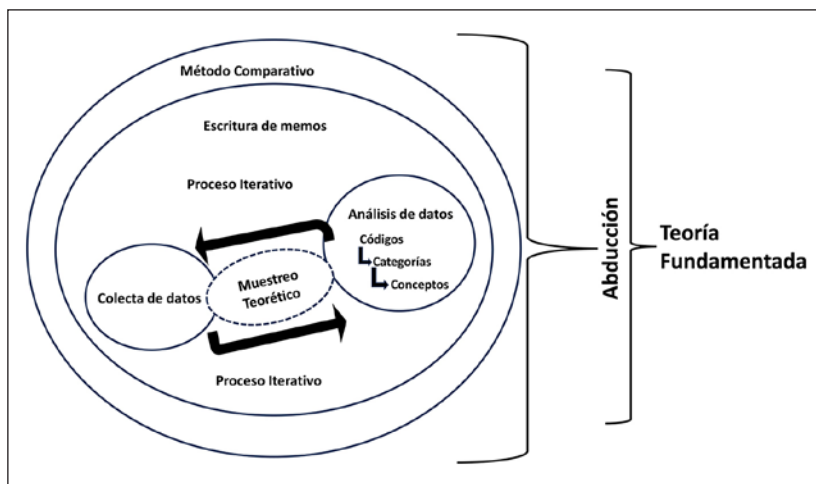 Método Comparativo
Escritura de memos
Proceso Iterativo
Análisis de datos
Códigos
Categorías
Conceptos
Muestreo
Teorético
Colecta de datos
Proceso Iterativo
Abducción
Teoría
Fundamentada